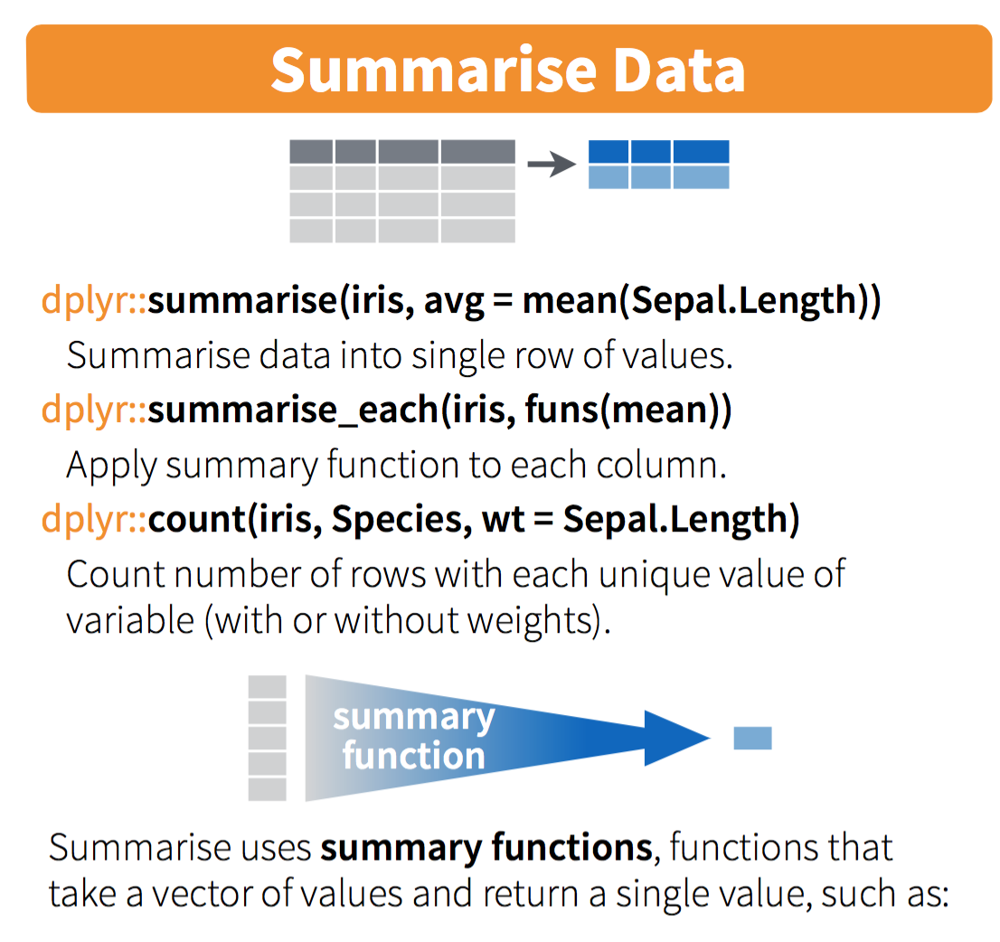 Summarise Data
dplyr::summarise(iris, avg = mean(Sepal.Length))
Summarise data into single row of values.
dplyr::summarise_each(iris, funs(mean))
Apply summary function to each column.
dplyr::count(iris, Species, wt = Sepal.Length)
Count number of rows with each unique value of
variable (with or without weights).
summary
function
Summarise uses summary functions, functions that
take a vector of values and return a single value, such as: